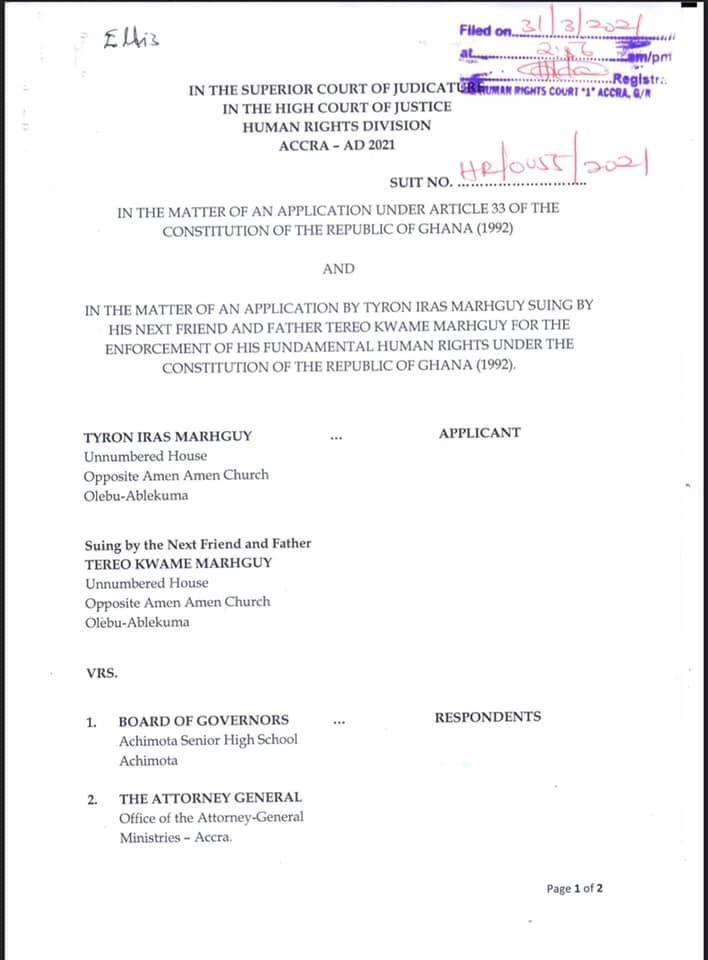 Ellis
Filed on 31/3/2021
at 2:56 am/pm
Registra
HUMAN RIGHTS COURT "1" ACCRA, G/R
IN THE SUPERIOR COURT OF JUDICATURE
IN THE HIGH COURT OF JUSTICE
HUMAN RIGHTS DIVISION
ACCRA – AD 2021
SUIT NO. HR/0055/2021
IN THE MATTER OF AN APPLICATION UNDER ARTICLE 33 OF THE
CONSTITUTION OF THE REPUBLIC OF GHANA (1992)
AND
IN THE MATTER OF AN APPLICATION BY TYRON IRAS MARHGUY SUING BY
HIS NEXT FRIEND AND FATHER TEREO KWAME MARHGUY FOR THE
ENFORCEMENT OF HIS FUNDAMENTAL HUMAN RIGHTS UNDER THE
CONSTITUTION OF THE REPUBLIC OF GHANA (1992).
TYRON IRAS MARHGUY ... APPLICANT
Unnumbered House
Opposite Amen Amen Church
Olebu-Ablekuma
Suing by the Next Friend and Father
TEREO KWAME MARHGUY
Unnumbered House
Opposite Amen Amen Church
Olebu-Ablekuma
VRS.
1. BOARD OF GOVERNORS ... RESPONDENTS
Achimota Senior High School
Achimota
2. THE ATTORNEY GENERAL
Office of the Attorney-General
Ministries – Accra.
Page 1 of 2